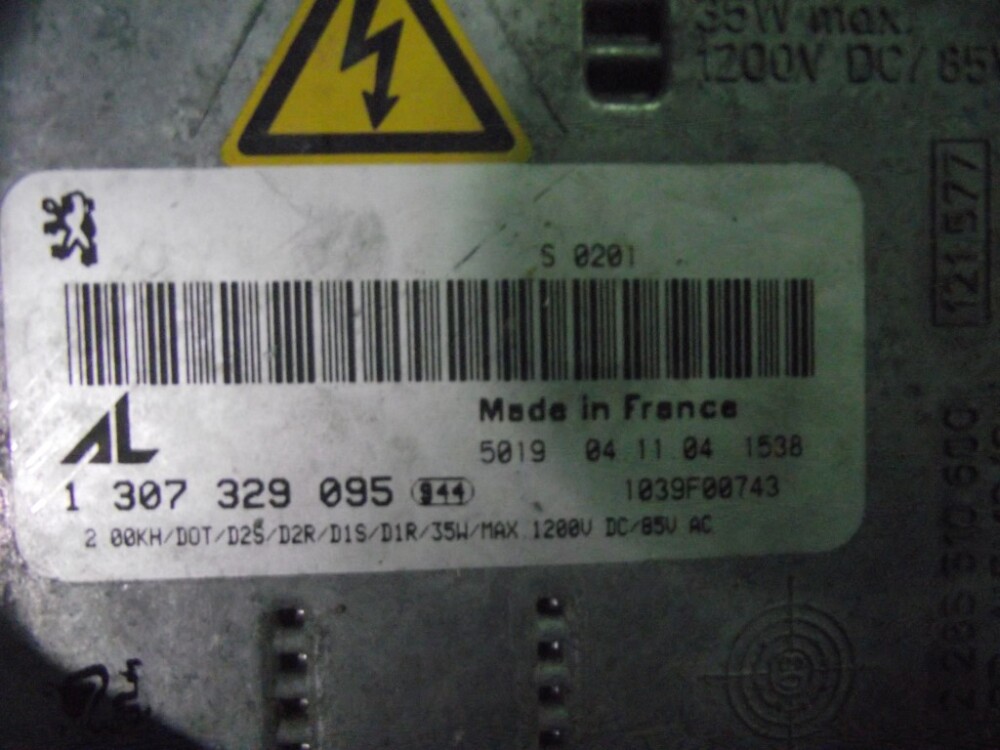 35W max.
1200V DC/85V
S 0201
AL
Made in France
5019 04 11 04 1538
1 307 329 095 944
1039F00743
2 00KH/DOT/D2S/D2R/D1S/D1R/35W/MAX 1200V DC/85V AC
121577